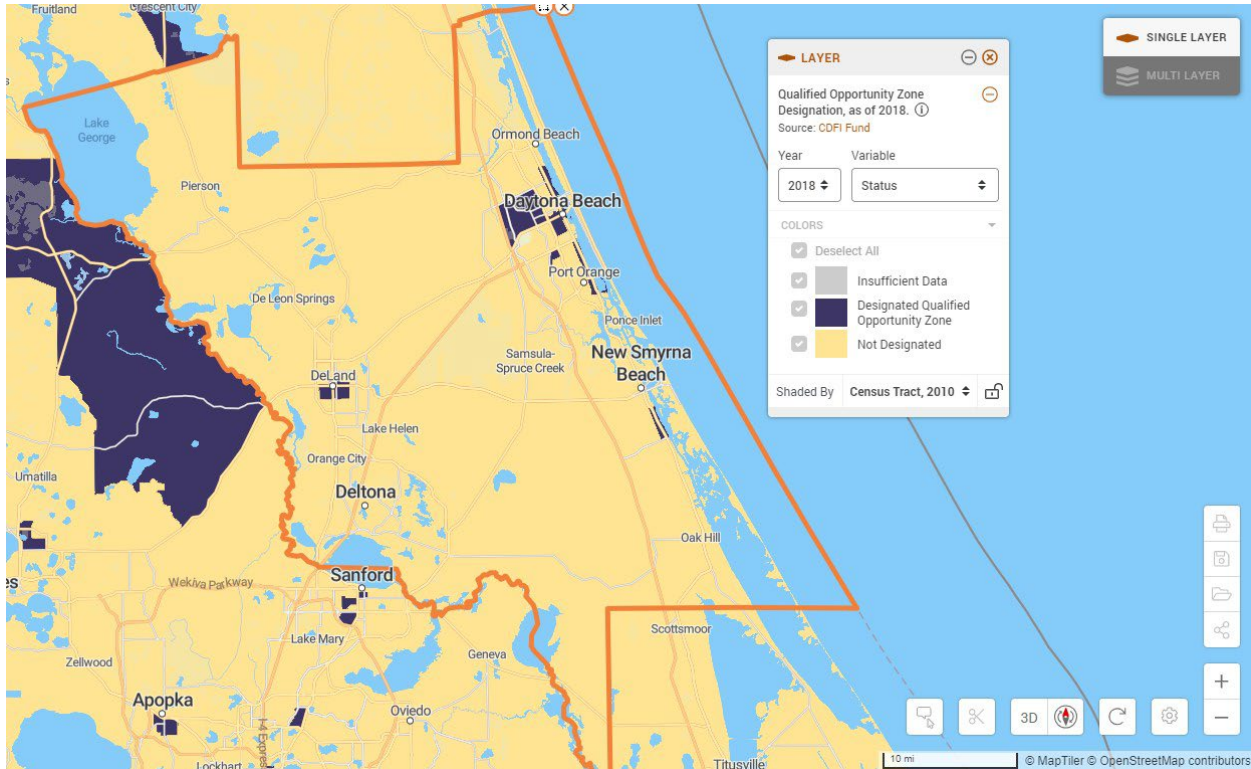 Fruitland
Crescent City
Lake
George
Pierson
Ormond Beach
Daytona Beach
Port Orange
De Leon Springs
Ponce Inlet
Samsula-
Spruce Creek
New Smyrna
Beach
DeLand
Lake Helen
Umatilla
Orange City
Deltona
Oak Hill
Sanford
Wekiva Parkway
Lake Mary
Scottsmoor
Geneva
Zellwood
Apopka
Oviedo
I-4 Expres
Lockhart
Titusville
SINGLE LAYER
MULTI LAYER
LAYER
Qualified Opportunity Zone
Designation, as of 2018.
Source: CDFI Fund
Year Variable
2018 Status
COLORS
Deselect All
Insufficient Data
Designated Qualified
Opportunity Zone
Not Designated
Shaded By Census Tract, 2010
3D
10 mi
© MapTiler © OpenStreetMap contributors